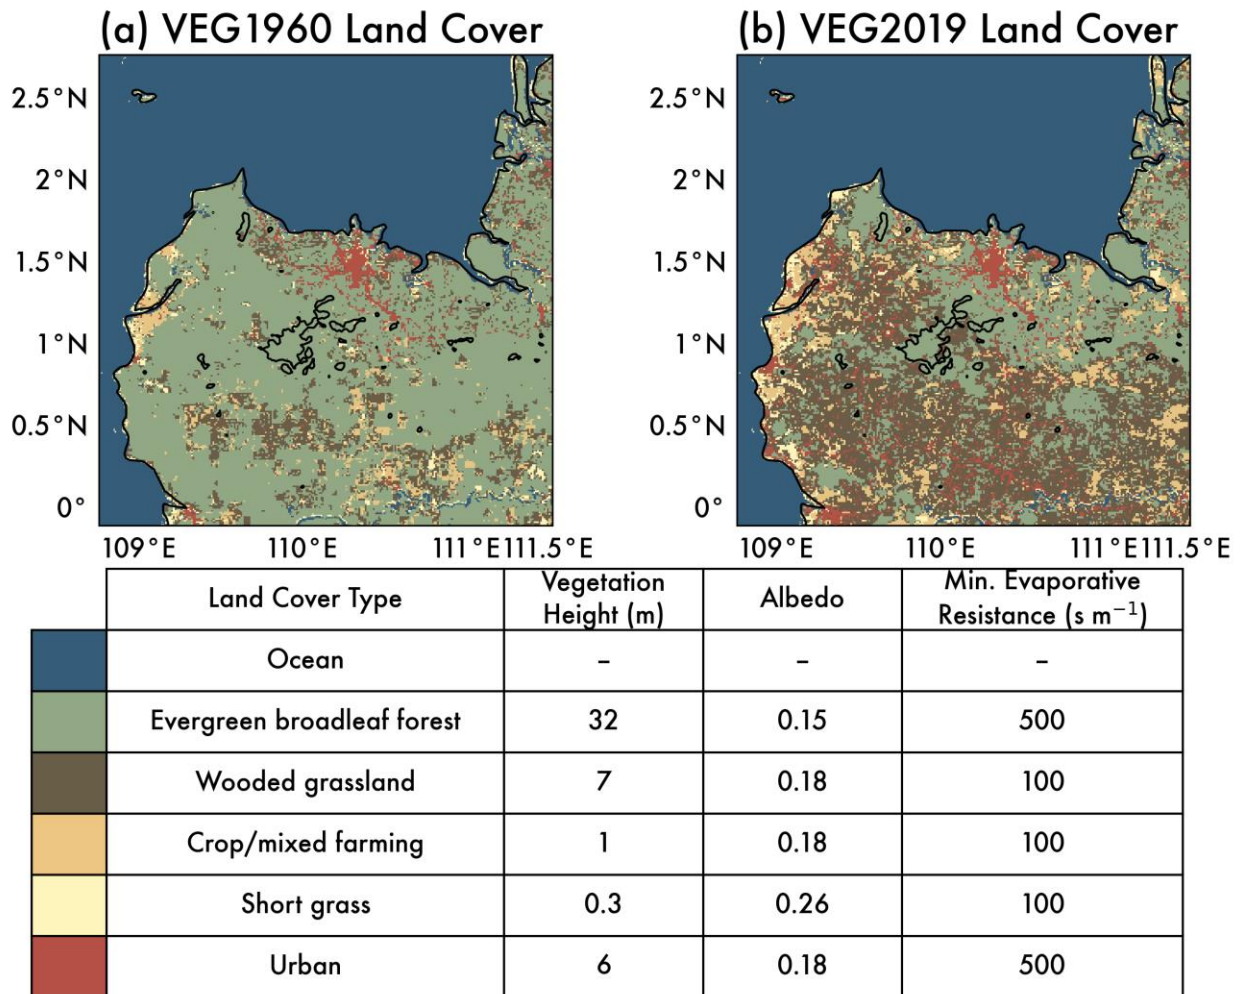 (a) VEG1960 Land Cover
(b) VEG2019 Land Cover
2.5°N
2°N
1.5°N
1°N
0.5°N
0°
109°E 110°E 111°E 111.5°E
2.5°N
2°N
1.5°N
1°N
0.5°N
0°
109°E 110°E 111°E 111.5°E
Land Cover Type
Vegetation
Height (m)
Albedo
Min. Evaporative
Resistance (s m⁻¹)
Ocean – – –
Evergreen broadleaf forest 32 0.15 500
Wooded grassland 7 0.18 100
Crop/mixed farming 1 0.18 100
Short grass 0.3 0.26 100
Urban 6 0.18 500